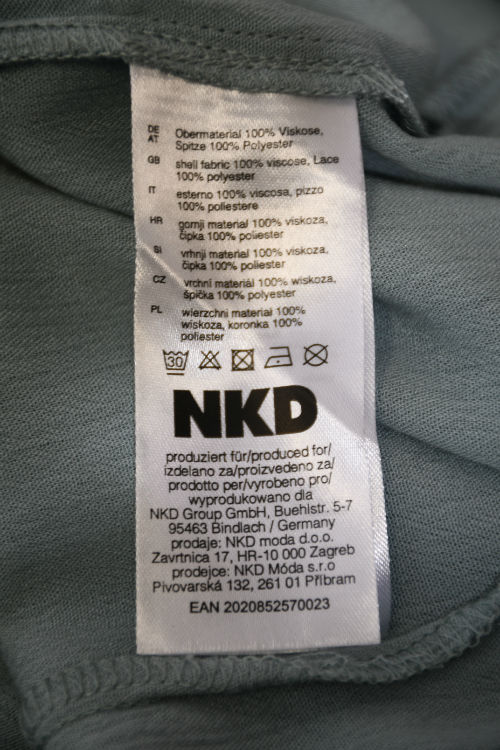 DE AT Obermaterial 100% Viskose,
Spitze 100% Polyester
GB shell fabric 100% viscose, Lace
100% polyester
IT esterno 100% viscosa, pizzo
100% poliestere
HR gornji material 100% viskoza,
čipka 100% poliester
SI vrhnji material 100% viskoza,
čipka 100% poliester
CZ vrchni materiál 100% wiskoza,
špička 100% polyester
PL wierzchni material 100%
wiskoza, koronka 100%
poliester
30
NKD
produziert für/produced for/
izdelano za/proizvedeno za/
prodotto per/vyrobeno pro/
wyprodukowano dla
NKD Group GmbH, Buehlstr. 5-7
95463 Bindlach / Germany
prodaje: NKD moda d.o.o.
Zavrtnica 17, HR-10 000 Zagreb
prodejce: NKD Móda s.r.o
Pivovarská 132, 261 01 Příbram
EAN 2020852570023